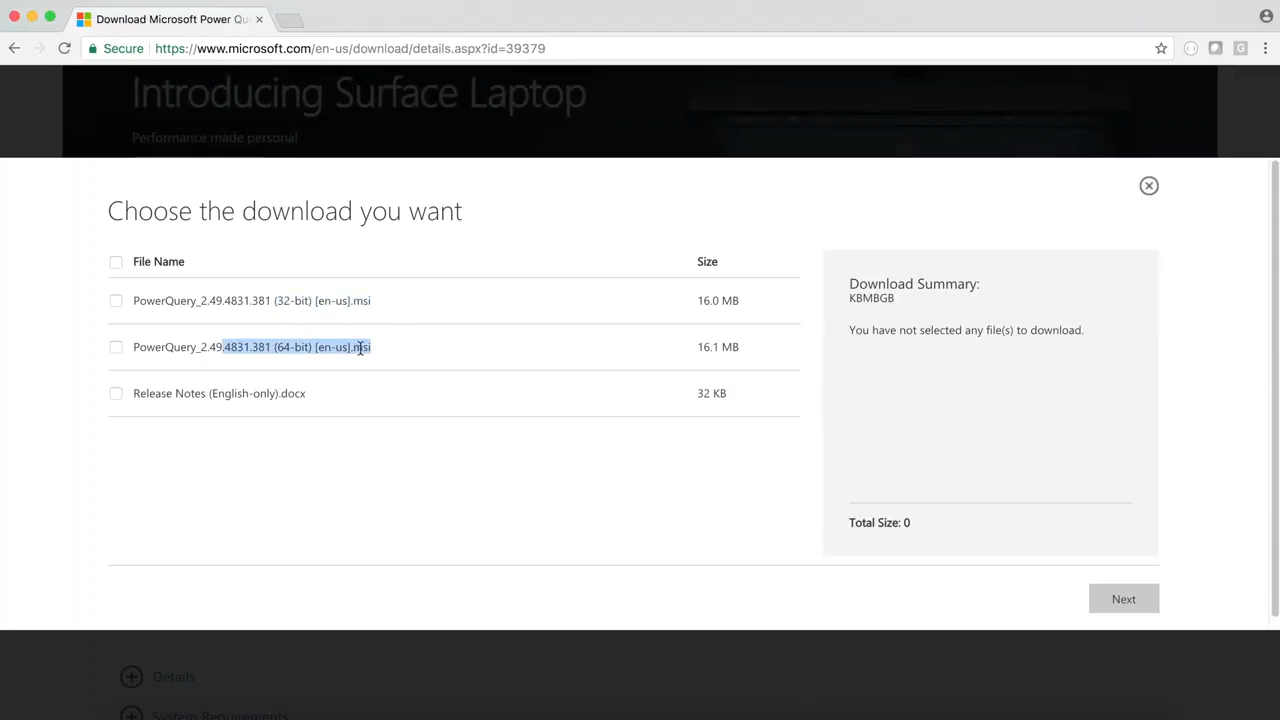 Download Microsoft Power Qu
Secure
https://www.microsoft.com/en-us/download/details.aspx?id=39379
G
Introducing Surface Laptop
Performance made personal
Choose the download you want
File Name
Size
PowerQuery_2.49.4831.381 (32-bit) [en-us].msi
16.0 MB
PowerQuery_2.49.4831.381 (64-bit) [en-us].msi
16.1 MB
Release Notes (English-only).docx
32 KB
Download Summary:
KBMBGB
You have not selected any file(s) to download.
Total Size: 0
Next
Details
System Requirements